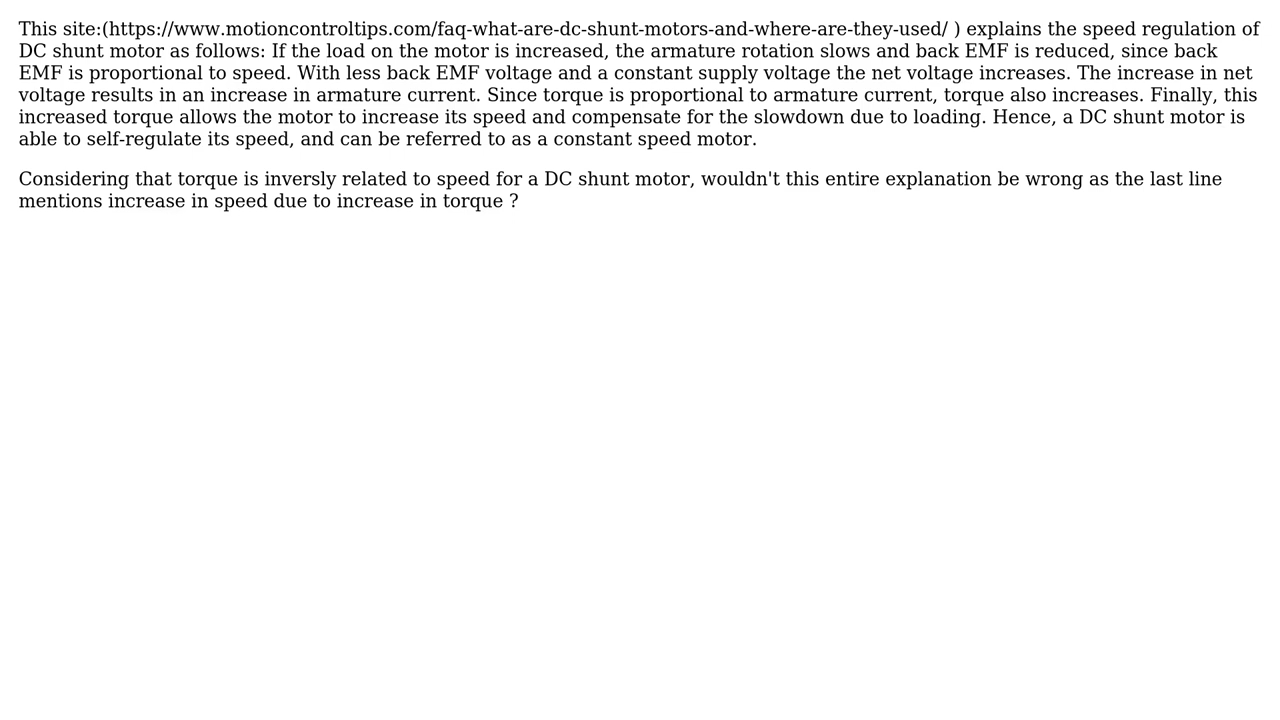 This site:(https://www.motioncontroltips.com/faq-what-are-dc-shunt-motors-and-where-are-they-used/ ) explains the speed regulation of
DC shunt motor as follows: If the load on the motor is increased, the armature rotation slows and back EMF is reduced, since back
EMF is proportional to speed. With less back EMF voltage and a constant supply voltage the net voltage increases. The increase in net
voltage results in an increase in armature current. Since torque is proportional to armature current, torque also increases. Finally, this
increased torque allows the motor to increase its speed and compensate for the slowdown due to loading. Hence, a DC shunt motor is
able to self-regulate its speed, and can be referred to as a constant speed motor.
Considering that torque is inversly related to speed for a DC shunt motor, wouldn't this entire explanation be wrong as the last line
mentions increase in speed due to increase in torque ?